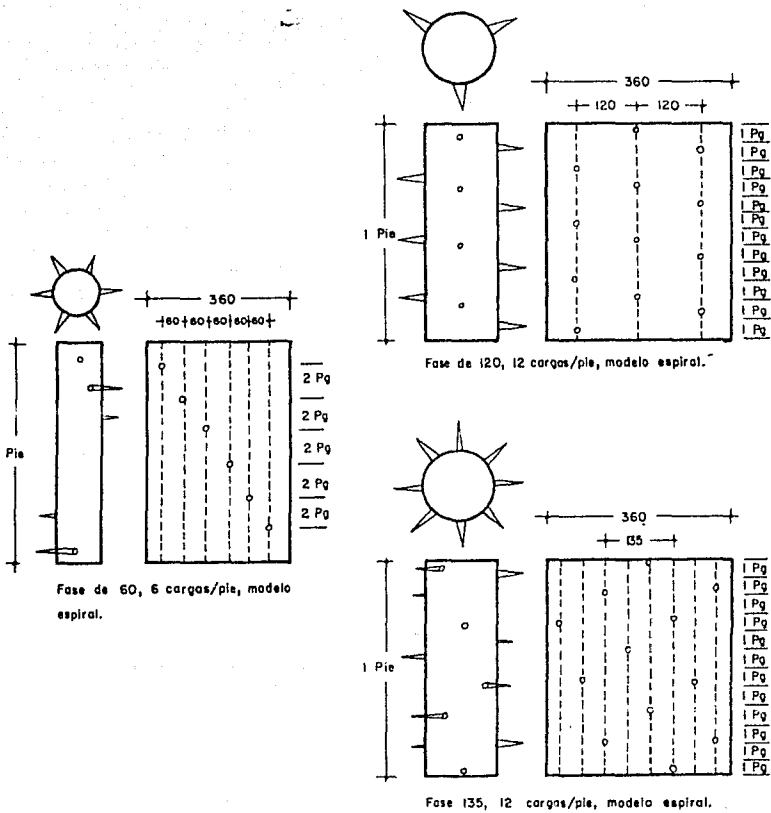 360
120 120
1 Pie
1 Pg
1 Pg
1 Pg
1 Pg
1 Pg
1 Pg
1 Pg
1 Pg
1 Pg
1 Pg
1 Pg
1 Pg
Fase de 120, 12 cargas/pie, modelo espiral.
360
60 60 60 60 60
Pie
2 Pg
2 Pg
2 Pg
2 Pg
2 Pg
Fase de 60, 6 cargas/pie, modelo
espiral.
360
135
1 Pie
1 Pg
1 Pg
1 Pg
1 Pg
1 Pg
1 Pg
1 Pg
1 Pg
1 Pg
1 Pg
1 Pg
1 Pg
Fase 135, 12 cargas/pie, modelo espiral.